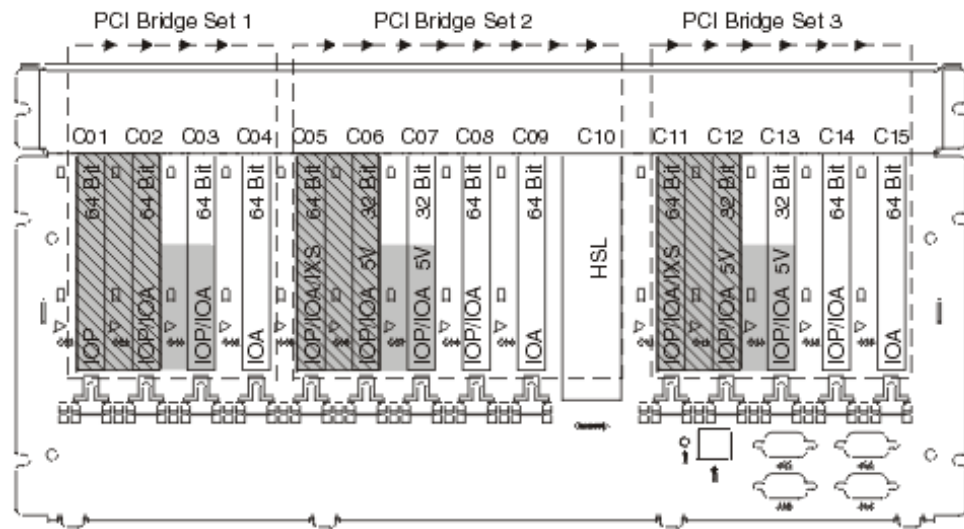 PCI Bridge Set 1 PCI Bridge Set 2 PCI Bridge Set 3
C01 C02 C03 C04 C05 C06 C07 C08 C09 C10 C11 C12 C13 C14 C15
IOP 64 Bit
IOP/IOA 64 Bit
IOP/IOA 64 Bit
IOA 64 Bit
IOP/IOA/IXS 64 Bit
IOP/IOA 5V 32 Bit
IOP/IOA 5V 32 Bit
IOP/IOA 64 Bit
IOA 64 Bit
HSL
IOP/IOA/IXS 64 Bit
IOP/IOA 5V 32 Bit
IOP/IOA 5V 32 Bit
IOP/IOA 64 Bit
IOA 64 Bit